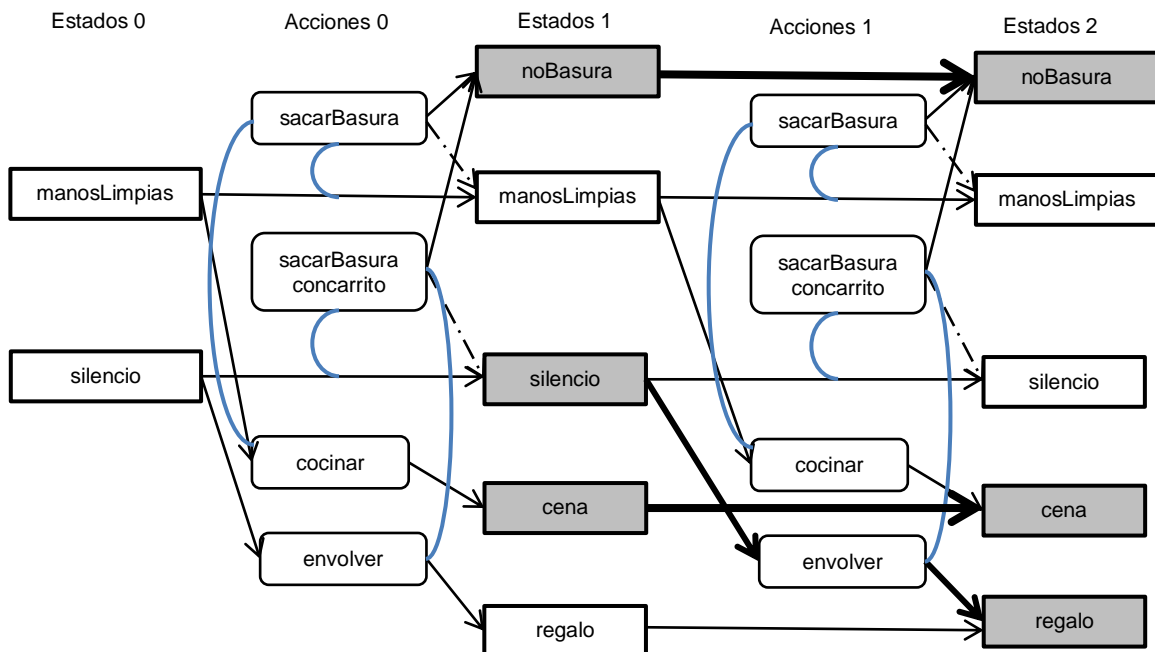 Estados 0
Acciones 0
Estados 1
Acciones 1
Estados 2
noBasura
noBasura
sacarBasura
sacarBasura
manosLimpias
manosLimpias
manosLimpias
sacarBasura
concarrito
sacarBasura
concarrito
silencio
silencio
silencio
cocinar
cocinar
cena
cena
envolver
envolver
regalo
regalo